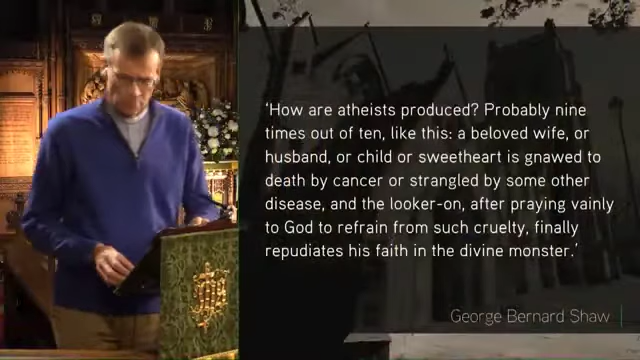 ‘How are atheists produced? Probably nine
times out of ten, like this: a beloved wife, or
husband, or child or sweetheart is gnawed to
death by cancer or strangled by some other
disease, and the looker-on, after praying vainly
to God to refrain from such cruelty, finally
repudiates his faith in the divine monster.’
George Bernard Shaw